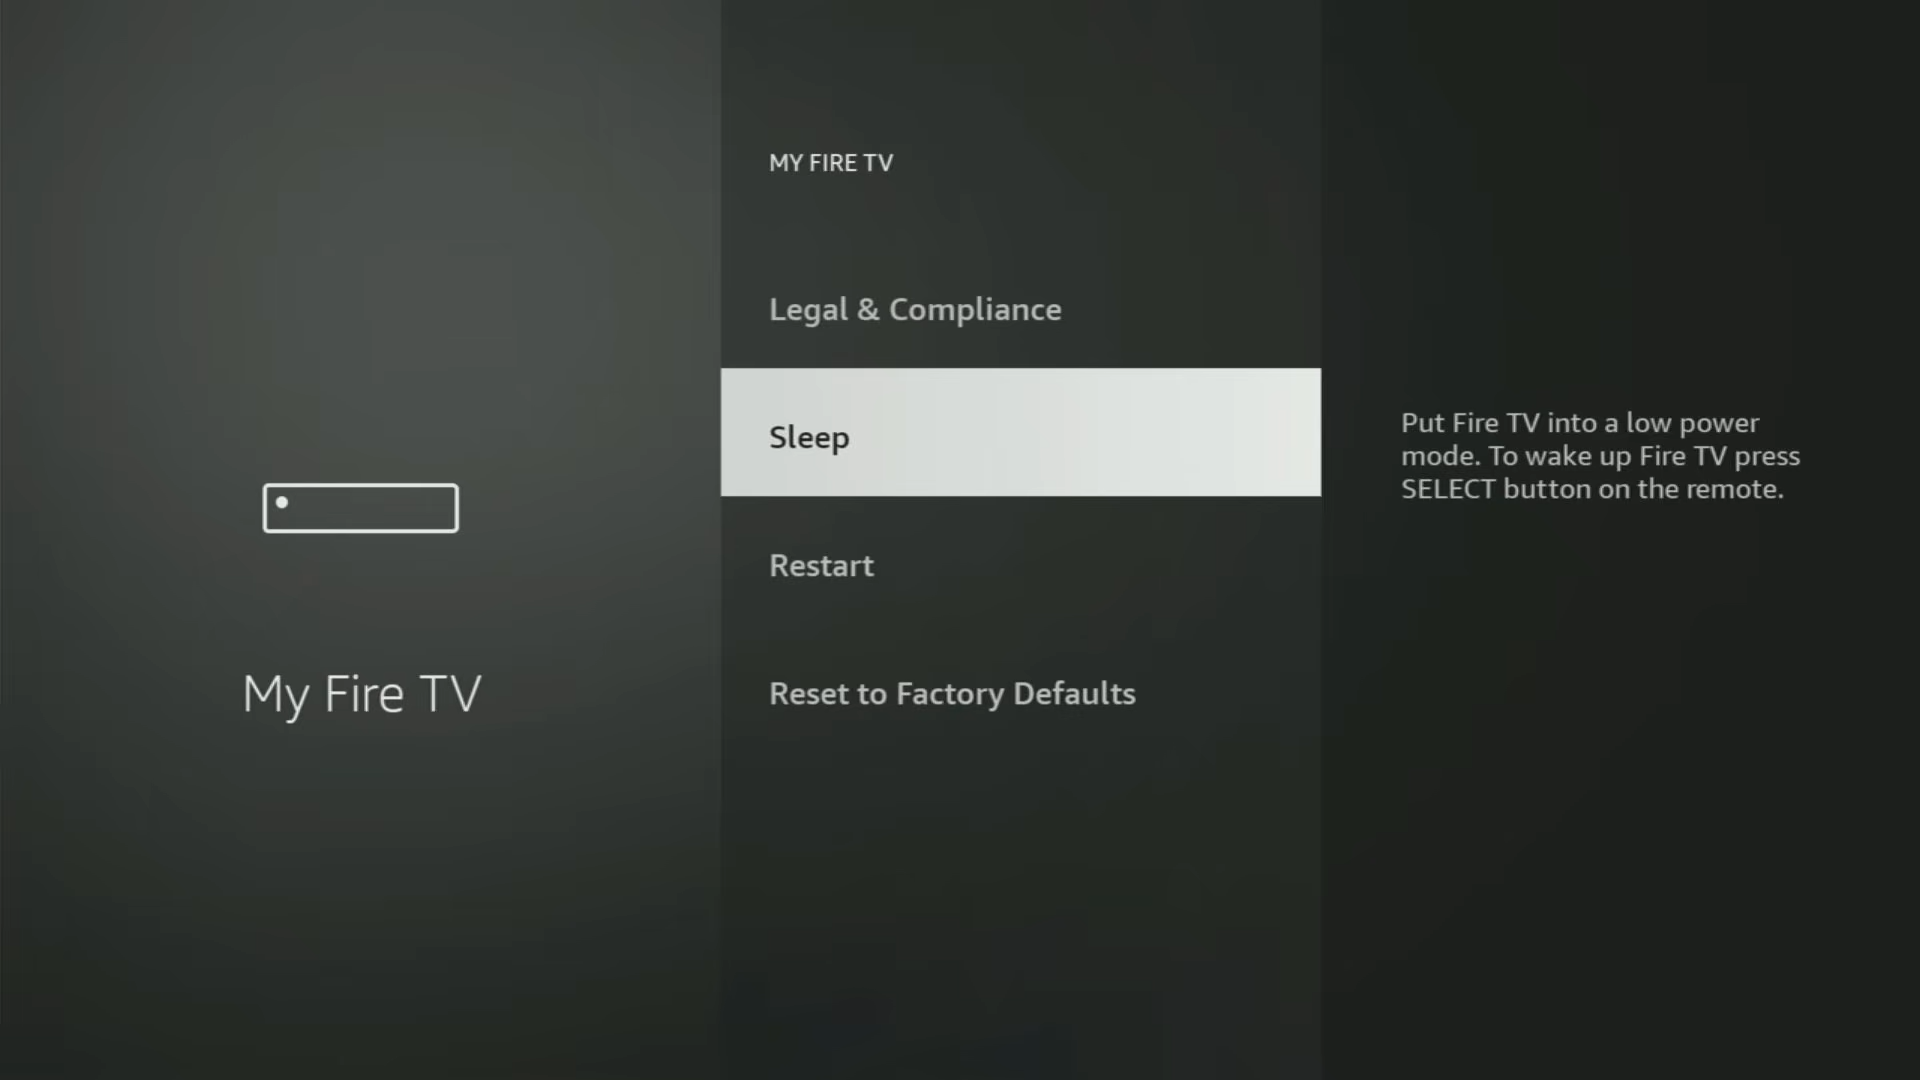 MY FIRE TV
Legal & Compliance
Sleep
Restart
Reset to Factory Defaults
My Fire TV
Put Fire TV into a low power
mode. To wake up Fire TV press
SELECT button on the remote.